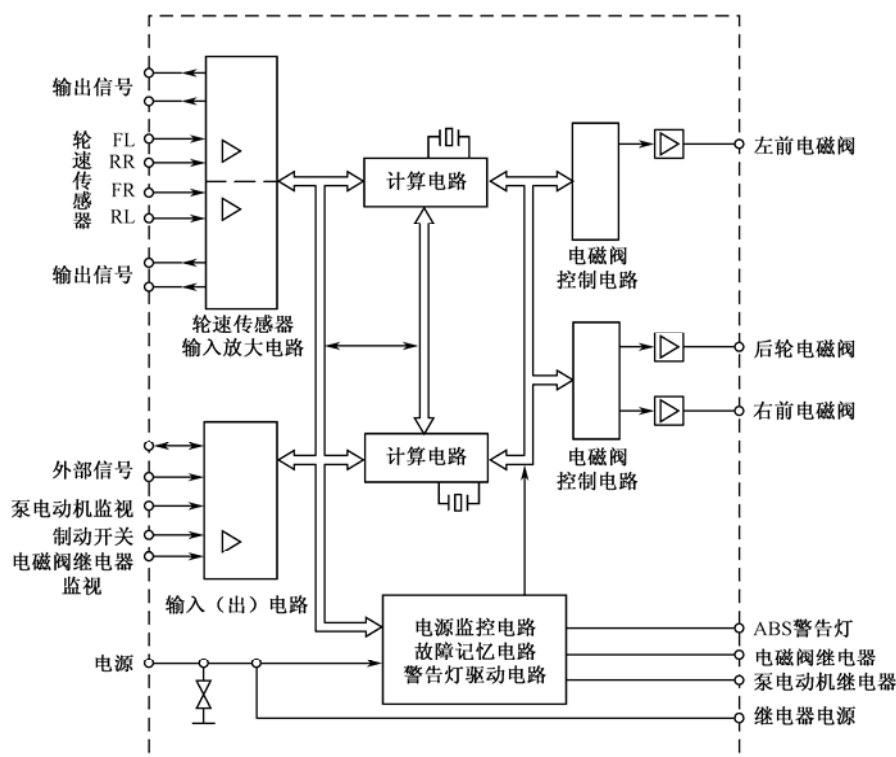 输出信号
轮速传感器
FL
RR
FR
RL
输出信号
轮速传感器
输入放大电路
计算电路
电磁阀
控制电路
左前电磁阀
后轮电磁阀
右前电磁阀
电磁阀
控制电路
计算电路
外部信号
泵电动机监视
制动开关
电磁阀继电器
监视
输入（出）电路
电源
电源监控电路
故障记忆电路
警告灯驱动电路
ABS警告灯
电磁阀继电器
泵电动机继电器
继电器电源